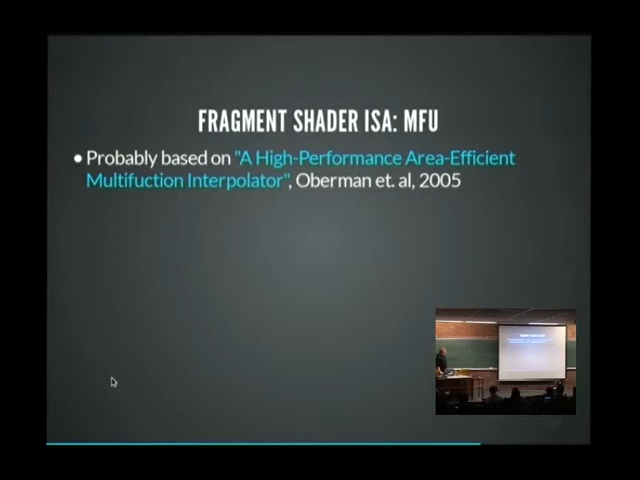 FRAGMENT SHADER ISA: MFU
• Probably based on "A High-Performance Area-Efficient
Multifuction Interpolator", Oberman et. al, 2005